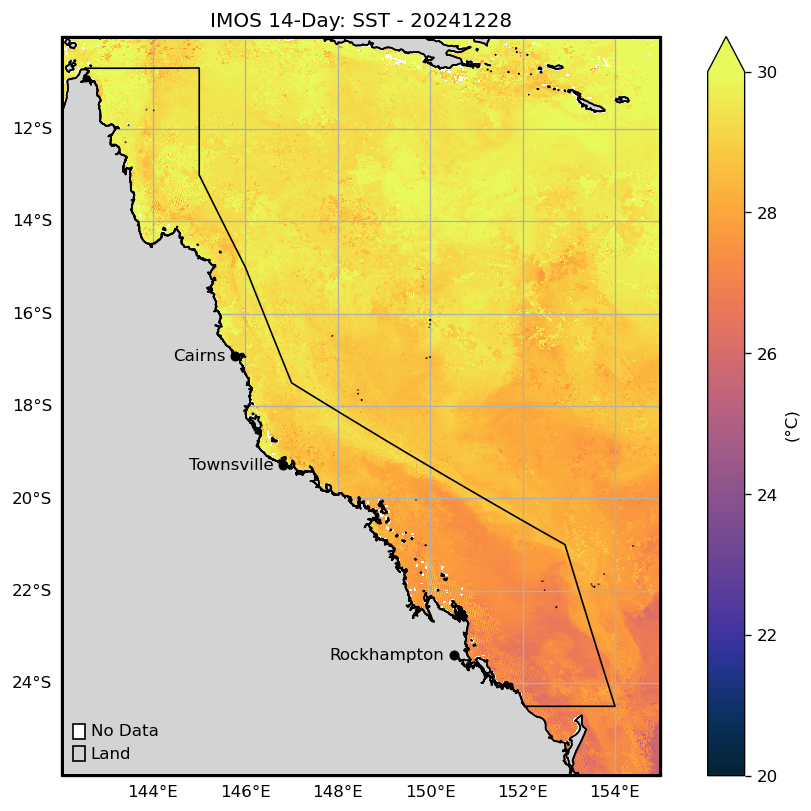 IMOS 14-Day: SST - 20241228
12°S
14°S
16°S
18°S
20°S
22°S
24°S
Cairns
Townsville
Rockhampton
No Data
Land
144°E 146°E 148°E 150°E 152°E 154°E
30
28
26
24
22
20
(°C)